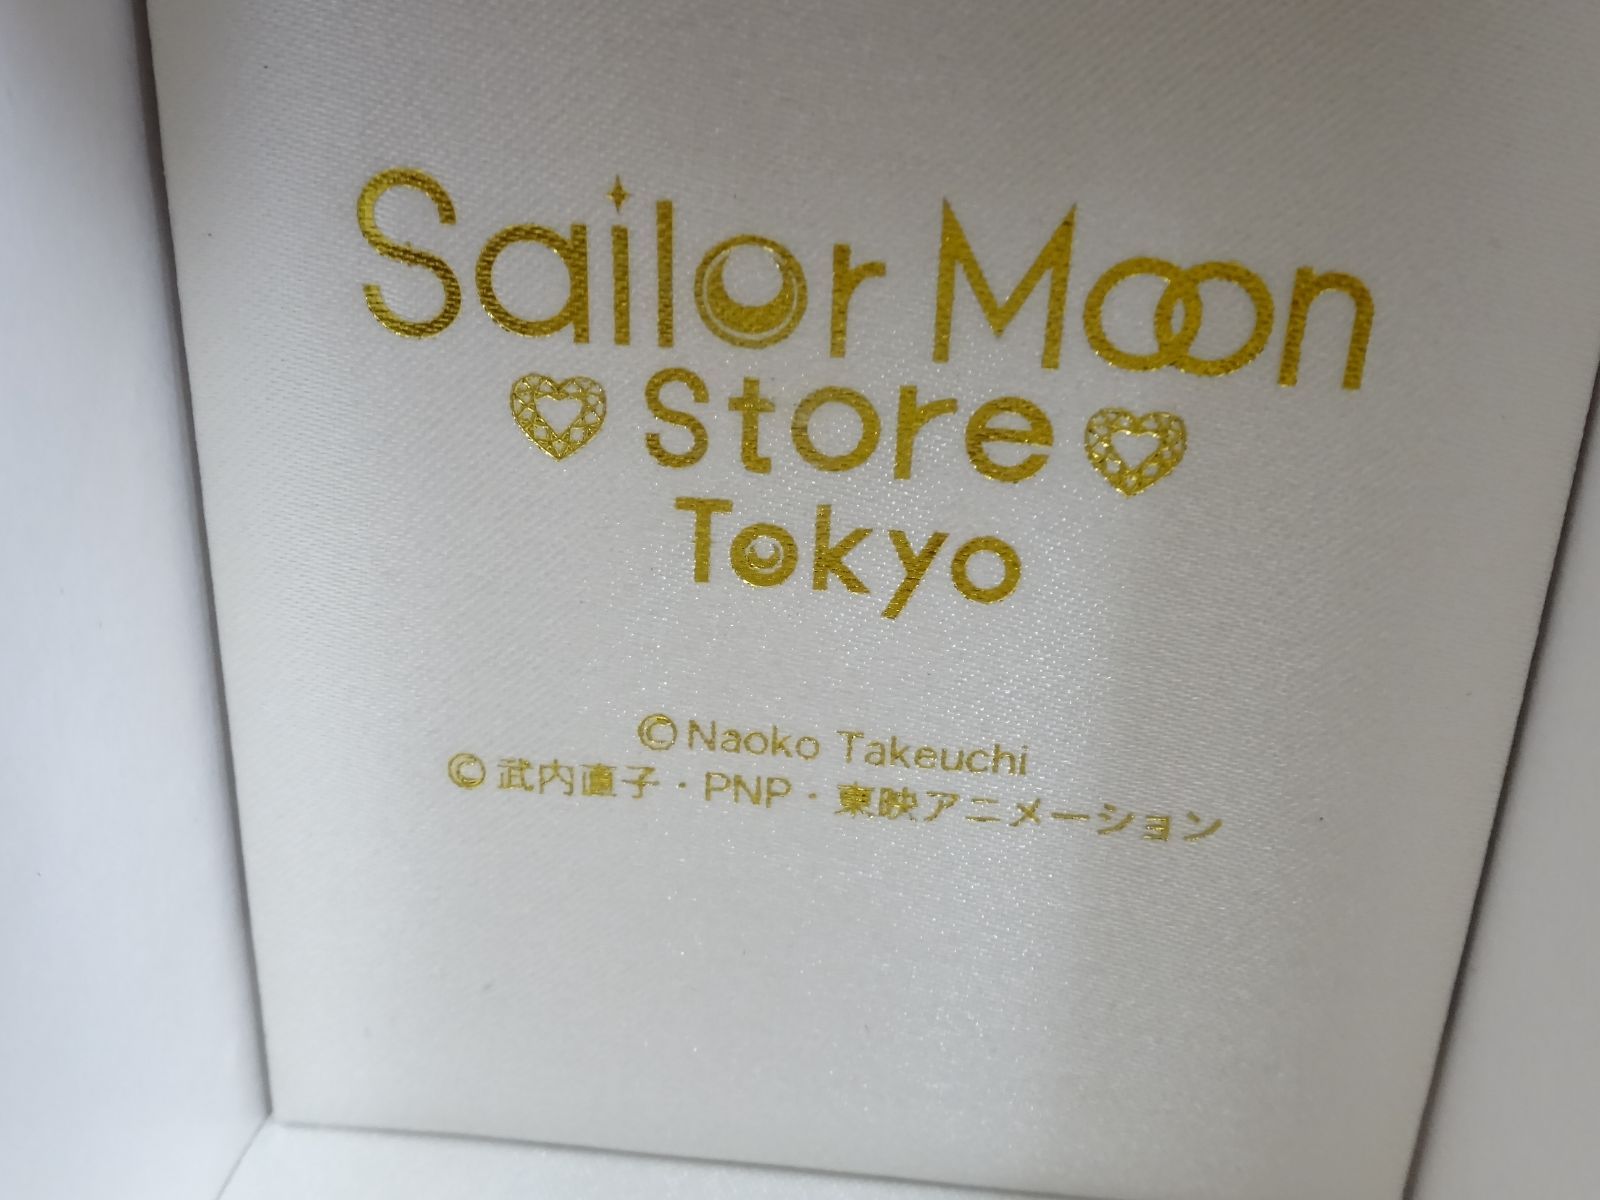 Sailor Moon
Store
Tokyo
©Naoko Takeuchi
©武内直子・PNP・東映アニメーション